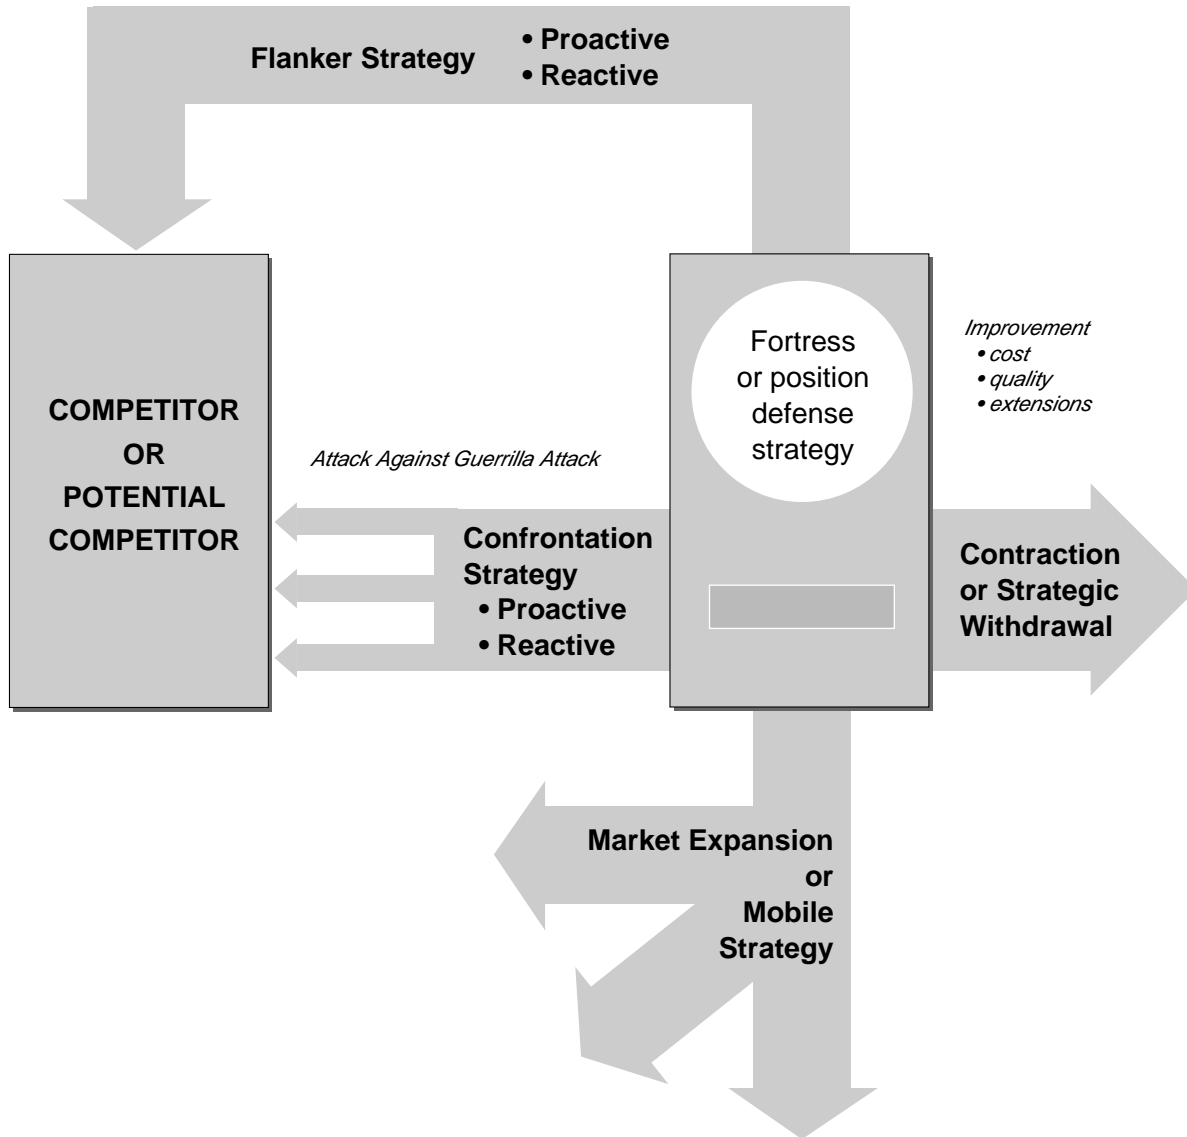 Flanker Strategy
• Proactive
• Reactive
COMPETITOR
OR
POTENTIAL
COMPETITOR
Attack Against Guerrilla Attack
Confrontation
Strategy
• Proactive
• Reactive
Fortress
or position
defense
strategy
Improvement
• cost
• quality
• extensions
Contraction
or Strategic
Withdrawal
Market Expansion
or
Mobile
Strategy